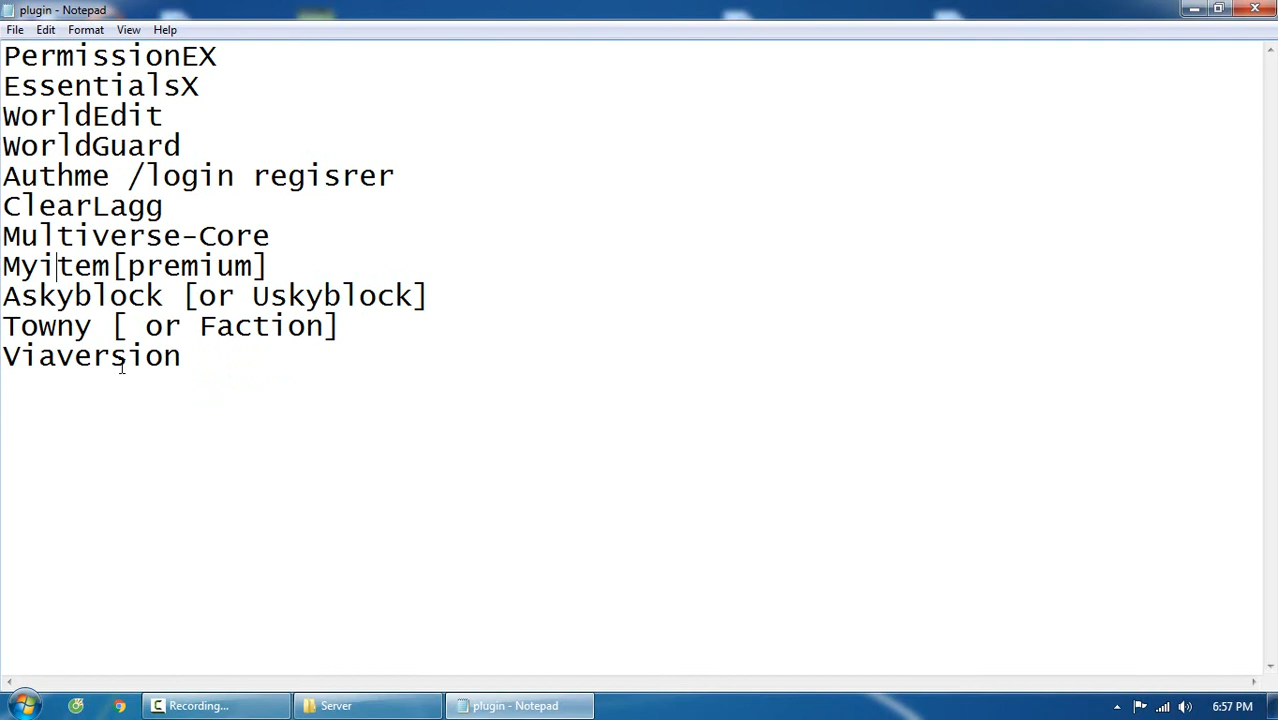 plugin - Notepad
File Edit Format View Help
PermissionEX
EssentialsX
WorldEdit
WorldGuard
Authme /login regisrer
ClearLagg
Multiverse-Core
Myitem[premium]
Askyblock [or Uskyblock]
Towny [ or Faction]
Viaversion
Recording... Server plugin - Notepad 6:57 PM